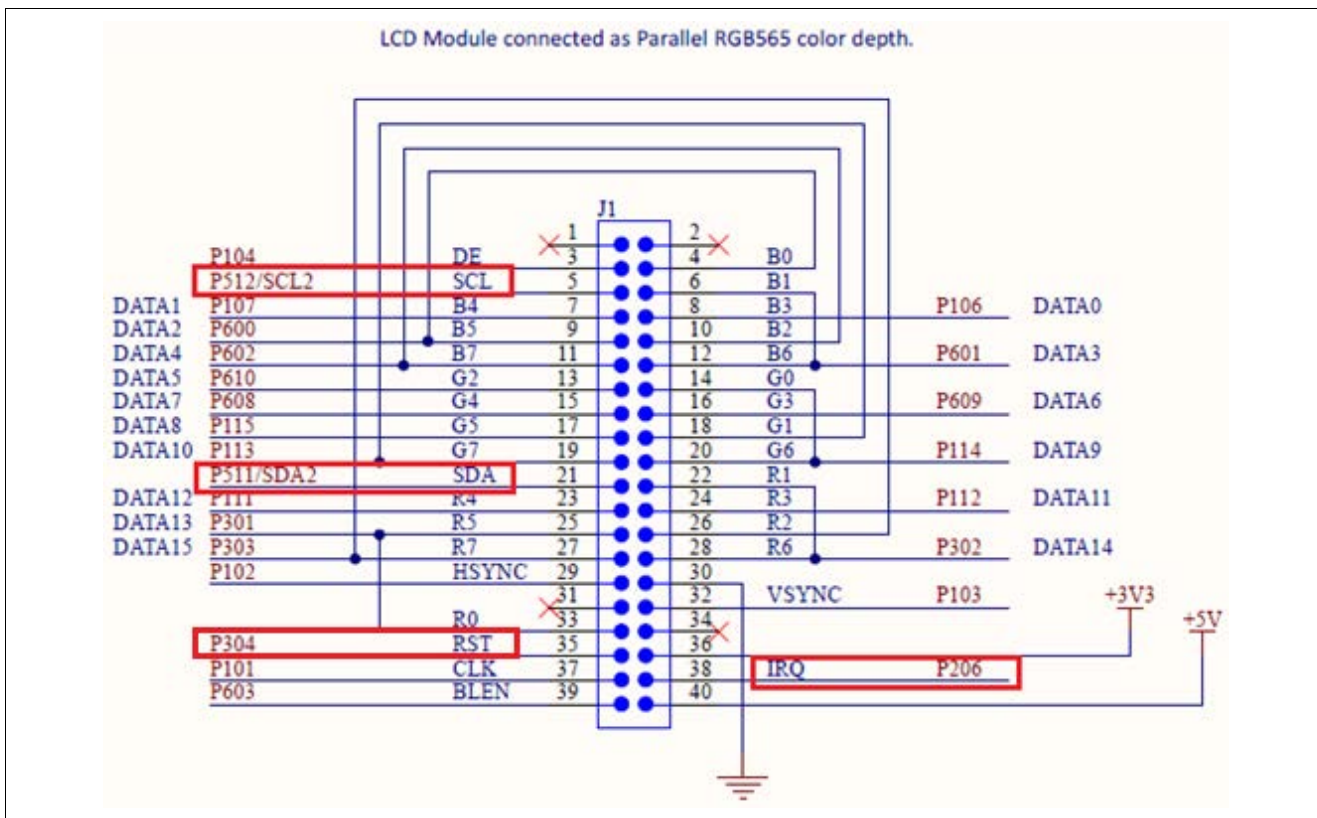 LCD Module connected as Parallel RGB565 color depth.
J1
1 2
P104 DE 3 4 B0
P512/SCL2 SCL 5 6 B1
DATA1 P107 B4 7 8 B3 P106 DATA0
DATA2 P600 B5 9 10 B2
DATA4 P602 B7 11 12 B6 P601 DATA3
DATA5 P610 G2 13 14 G0
DATA7 P608 G4 15 16 G3 P609 DATA6
DATA8 P115 G5 17 18 G1
DATA10 P113 G7 19 20 G6 P114 DATA9
P511/SDA2 SDA 21 22 R1
DATA12 P111 R4 23 24 R3 P112 DATA11
DATA13 P301 R5 25 26 R2
DATA15 P303 R7 27 28 R6 P302 DATA14
P102 HSYNC 29 30
31 32 VSYNC P103 +3V3
R0 33 34 +5V
P304 RST 35 36
P101 CLK 37 38 IRQ P206
P603 BLEN 39 40